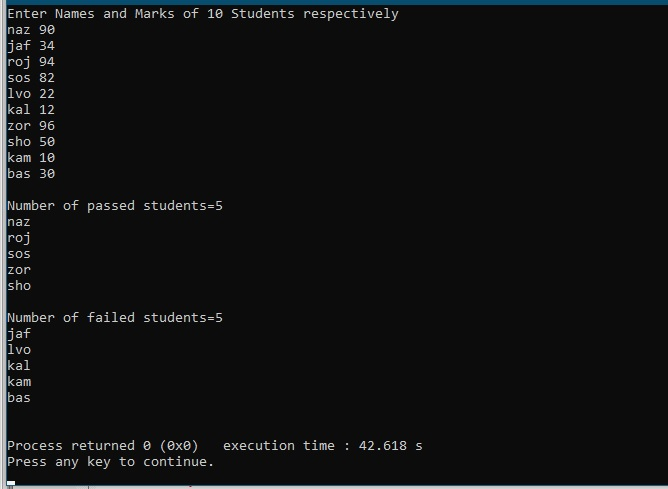 Enter Names and Marks of 10 Students respectively
naz 90
jaf 34
roj 94
sos 82
lvo 22
kal 12
zor 96
sho 50
kam 10
bas 30
Number of passed students=5
naz
roj
sos
zor
sho
Number of failed students=5
jaf
lvo
kal
kam
bas
Process returned 0 (0x0)   execution time : 42.618 s
Press any key to continue.